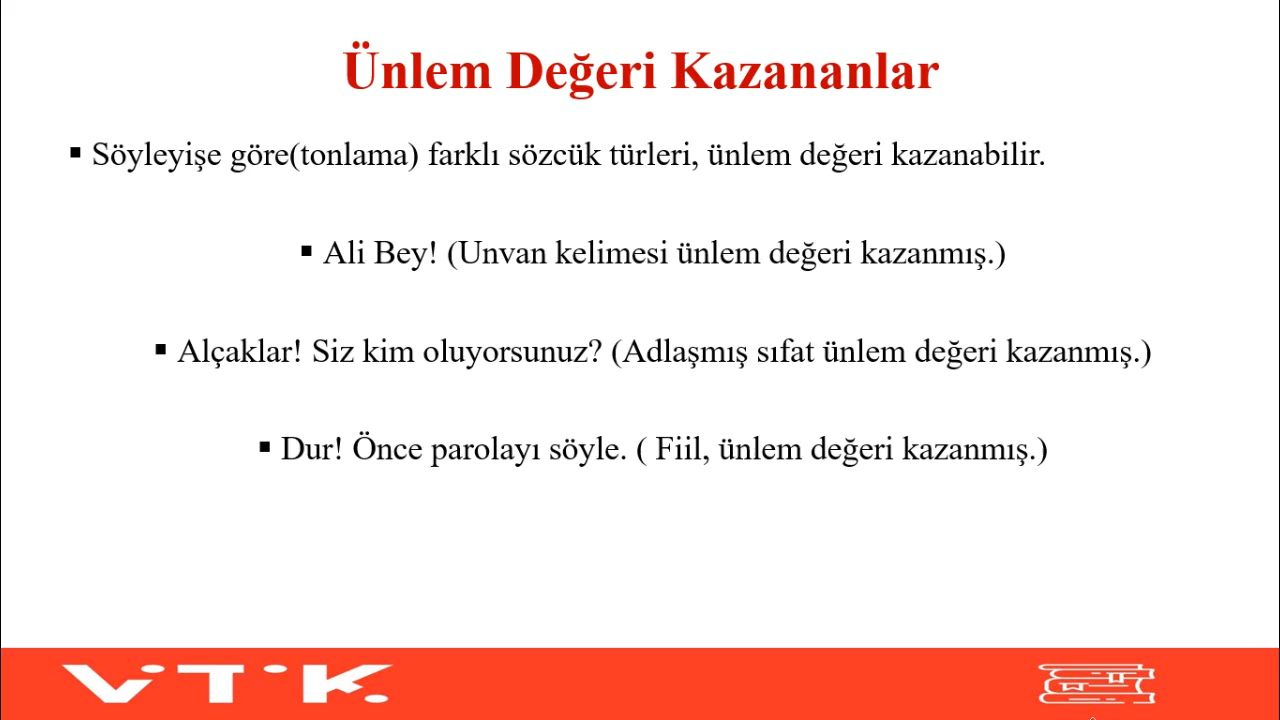 Ünlem Değeri Kazananlar
▪ Söyleyişe göre(tonlama) farklı sözcük türleri, ünlem değeri kazanabilir.
▪ Ali Bey! (Unvan kelimesi ünlem değeri kazanmış.)
▪ Alçaklar! Siz kim oluyorsunuz? (Adlaşmış sıfat ünlem değeri kazanmış.)
▪ Dur! Önce parolayı söyle. ( Fiil, ünlem değeri kazanmış.)
ViTiK.